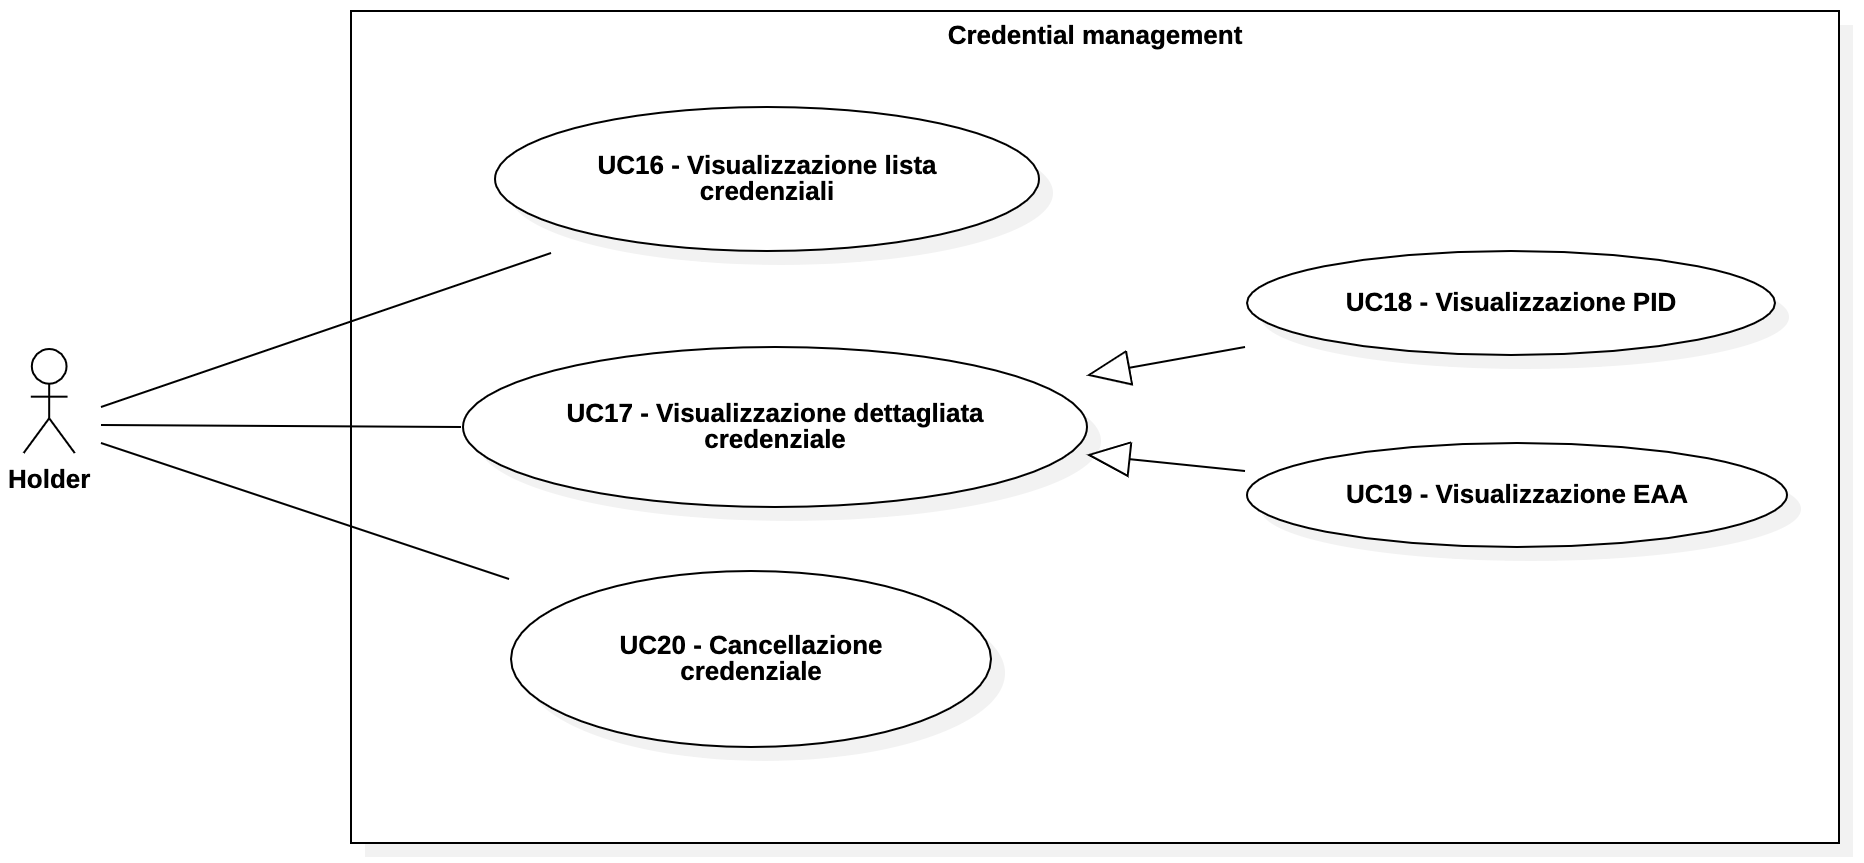 Credential management
UC16 - Visualizzazione lista
credenziali
UC18 - Visualizzazione PID
UC17 - Visualizzazione dettagliata
credenziale
Holder
UC19 - Visualizzazione EAA
UC20 - Cancellazione
credenziale